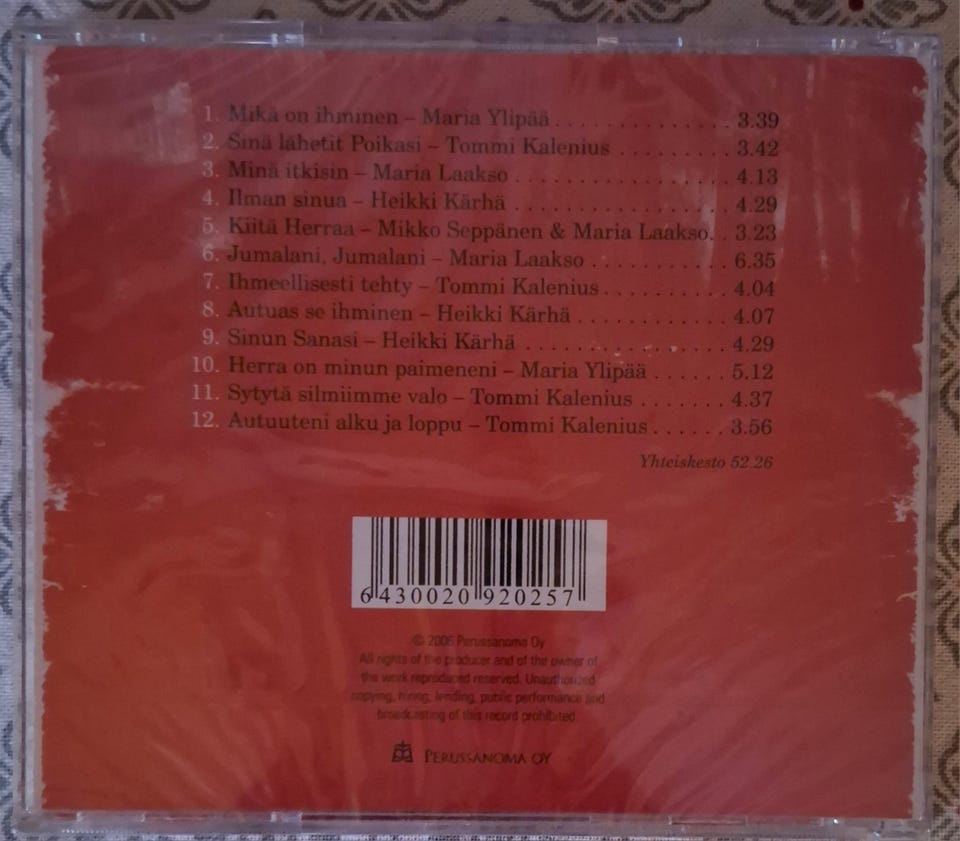 1. Mikä on ihminen – Maria Ylipää . . . . . . . . . . . . . . 3.39
2. Sinä lähetit Poikasi – Tommi Kalenius . . . . . . . . . 3.42
3. Minä itkisin – Maria Laakso . . . . . . . . . . . . . . . . . 4.13
4. Ilman sinua – Heikki Kärhä . . . . . . . . . . . . . . . . . 4.29
5. Kiitä Herraa – Mikko Seppänen & Maria Laakso. . 3.23
6. Jumalani, Jumalani – Maria Laakso . . . . . . . . . . . 6.35
7. Ihmeellisesti tehty – Tommi Kalenius . . . . . . . . . . 4.04
8. Autuas se ihminen – Heikki Kärhä . . . . . . . . . . . . 4.07
9. Sinun Sanasi – Heikki Kärhä . . . . . . . . . . . . . . . . 4.29
10. Herra on minun paimeneni – Maria Ylipää . . . . . . 5.12
11. Sytytä silmiimme valo – Tommi Kalenius . . . . . . . 4.37
12. Autuuteni alku ja loppu – Tommi Kalenius . . . . . . 3.56
Yhteiskesto 52.26
6 430020 920257
© 2006 Perussanoma Oy
All rights of the producer and of the owner of
the work reproduced reserved. Unauthorized
copying, hiring, lending, public performance and
broadcasting of this record prohibited.
PERUSSANOMA OY